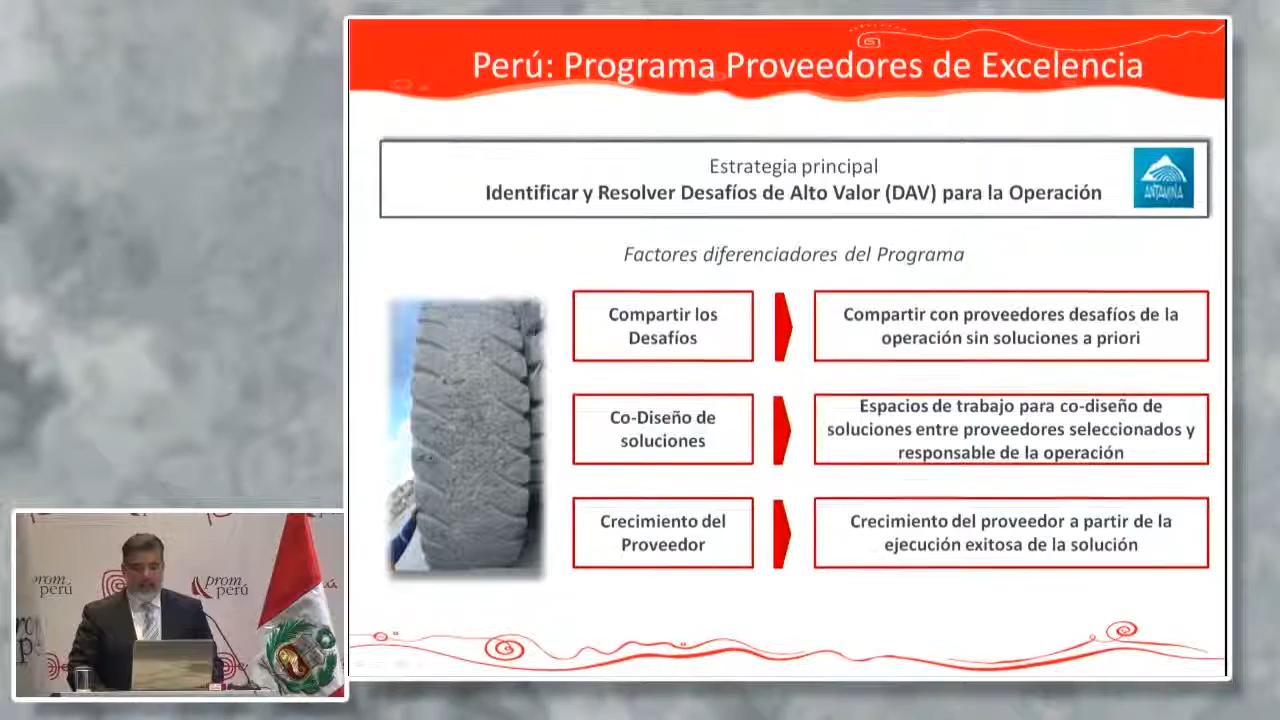 Perú: Programa Proveedores de Excelencia
Estrategia principal
Identificar y Resolver Desafíos de Alto Valor (DAV) para la Operación
ANTAMINA
Factores diferenciadores del Programa
Compartir los
Desafíos
Compartir con proveedores desafíos de la
operación sin soluciones a priori
Co-Diseño de
soluciones
Espacios de trabajo para co-diseño de
soluciones entre proveedores seleccionados y
responsable de la operación
Crecimiento del
Proveedor
Crecimiento del proveedor a partir de la
ejecución exitosa de la solución
prom
perú
prom
perú